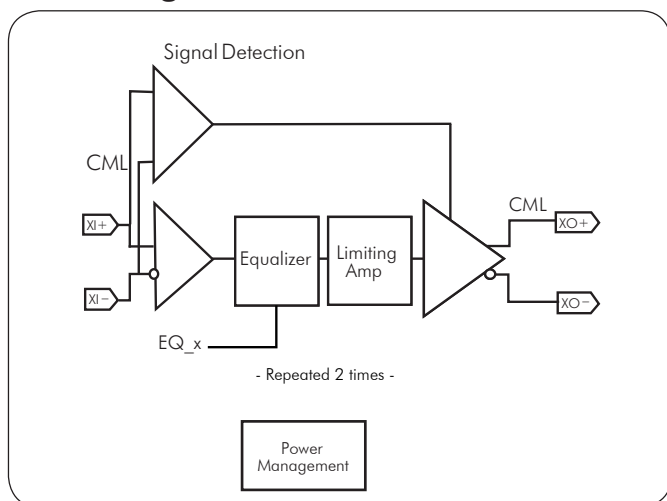 Signal Detection
CML
XI+
XI−
Equalizer
Limiting
Amp
CML
XO+
XO−
EQ_x
- Repeated 2 times -
Power
Management